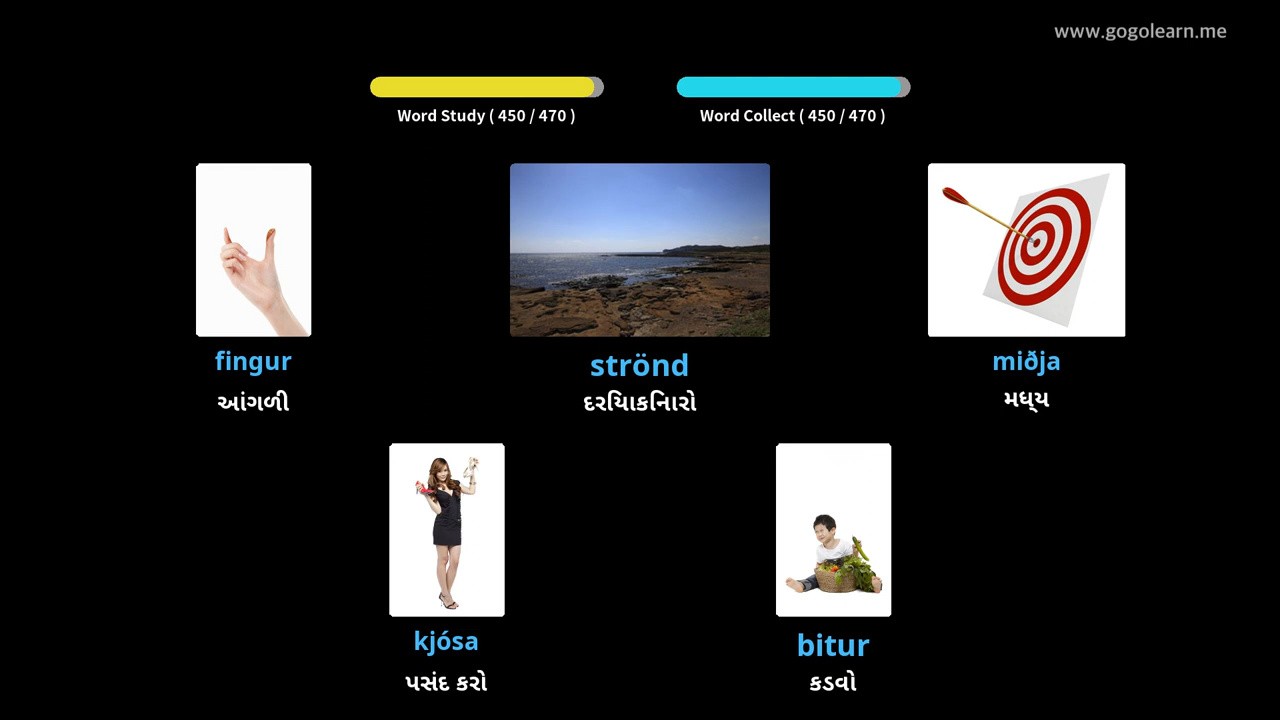 www.gogolearn.me
Word Study ( 450 / 470 )
Word Collect ( 450 / 470 )
fingur
strönd
miðja
આંગળી
દરિયાકિનારો
મધ્ય
kjósa
bitur
પસંદ કરો
કડવો